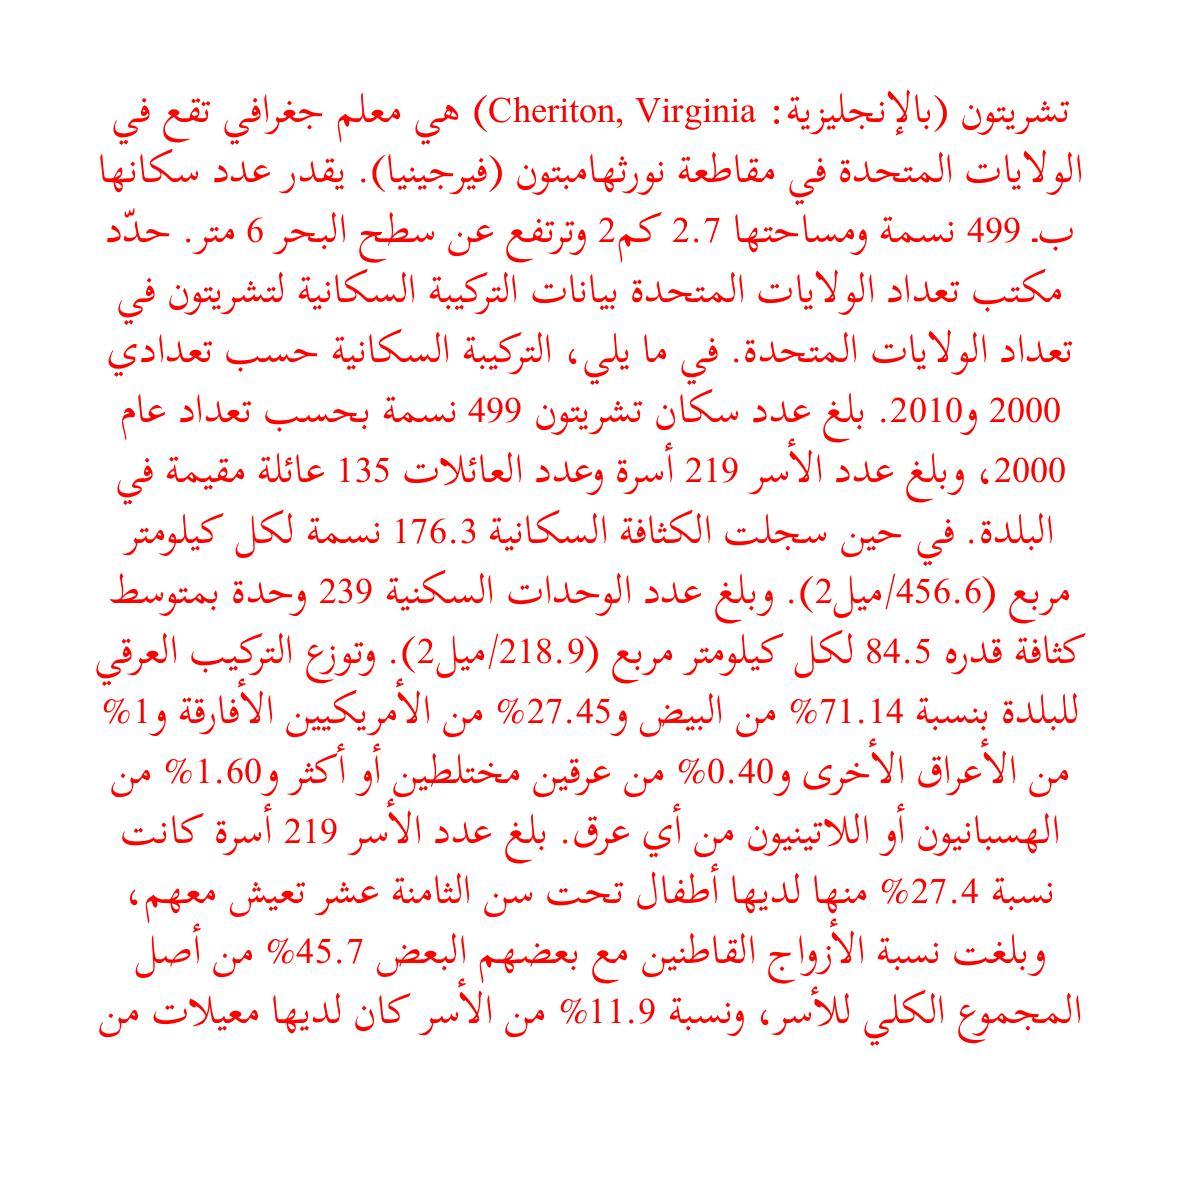 تشريتون (بالإنجليزية: Cheriton, Virginia) هي معلم جغرافي تقع في
الولايات المتحدة في مقاطعة نورثهامبتون (فيرجينيا). يقدر عدد سكانها
بـ 499 نسمة ومساحتها 2.7 كم2 وترتفع عن سطح البحر 6 متر. حدّد
مكتب تعداد الولايات المتحدة بيانات التركيبة السكانية لتشريتون في
تعداد الولايات المتحدة. في ما يلي، التركيبة السكانية حسب تعدادي
2000 و2010. بلغ عدد سكان تشريتون 499 نسمة بحسب تعداد عام
2000، وبلغ عدد الأسر 219 أسرة وعدد العائلات 135 عائلة مقيمة في
البلدة. في حين سجلت الكثافة السكانية 176.3 نسمة لكل كيلومتر
مربع (456.6/ميل2). وبلغ عدد الوحدات السكنية 239 وحدة بمتوسط
كثافة قدره 84.5 لكل كيلومتر مربع (218.9/ميل2). وتوزع التركيب العرقي
للبلدة بنسبة 71.14% من البيض و27.45% من الأمريكيين الأفارقة و1%
من الأعراق الأخرى و0.40% من عرقين مختلطين أو أكثر و1.60% من
الهسبانيون أو اللاتينيون من أي عرق. بلغ عدد الأسر 219 أسرة كانت
نسبة 27.4% منها لديها أطفال تحت سن الثامنة عشر تعيش معهم،
وبلغت نسبة الأزواج القاطنين مع بعضهم البعض 45.7% من أصل
المجموع الكلي للأسر، ونسبة 11.9% من الأسر كان لديها معيلات من